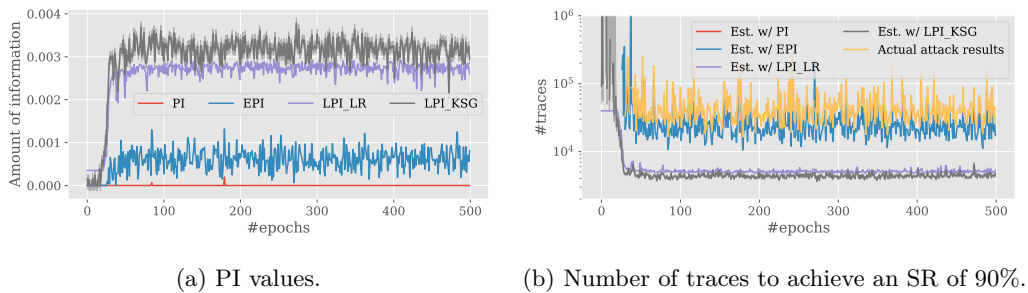 Amount of information
0.004
0.003
0.002
0.001
0.000
PI
EPI
LPI_LR
LPI_KSG
0
100
200
300
400
500
#epochs
(a) PI values.
#traces
10^6
10^5
10^4
Est. w/ PI
Est. w/ EPI
Est. w/ LPI_LR
Est. w/ LPI_KSG
Actual attack results
0
100
200
300
400
500
#epochs
(b) Number of traces to achieve an SR of 90%.